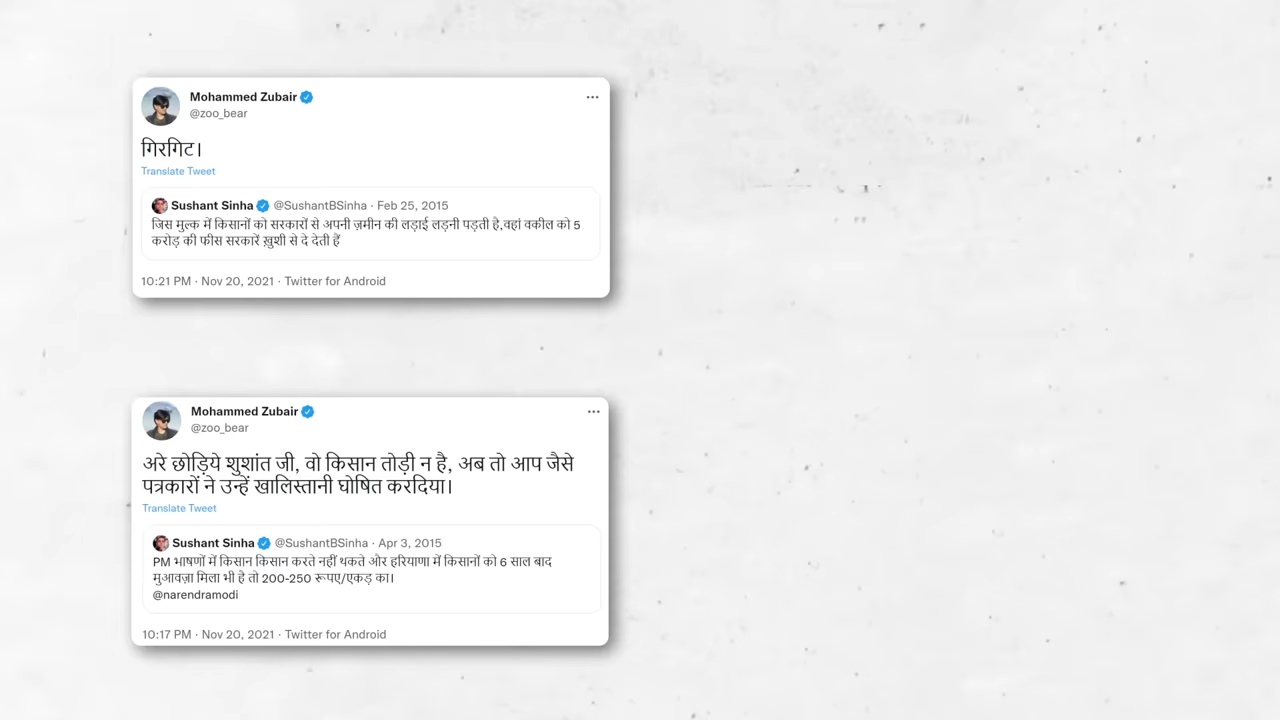 Mohammed Zubair
@zoo_bear
गिरगिट।
Translate Tweet
Sushant Sinha @SushantBSinha · Feb 25, 2015
जिस मुल्क में किसानों को सरकारों से अपनी ज़मीन की लड़ाई लड़नी पड़ती है,वहां वकील को 5
करोड़ की फीस सरकारें ख़ुशी से दे देती हैं
10:21 PM · Nov 20, 2021 · Twitter for Android
Mohammed Zubair
@zoo_bear
अरे छोड़िये शुशांत जी, वो किसान तोड़ी न है, अब तो आप जैसे
पत्रकारों ने उन्हें खालिस्तानी घोषित करदिया।
Translate Tweet
Sushant Sinha @SushantBSinha · Apr 3, 2015
PM भाषणों में किसान किसान करते नहीं थकते और हरियाणा में किसानों को 6 साल बाद
मुआवज़ा मिला भी है तो 200-250 रूपए/एकड़ का।
@narendramodi
10:17 PM · Nov 20, 2021 · Twitter for Android